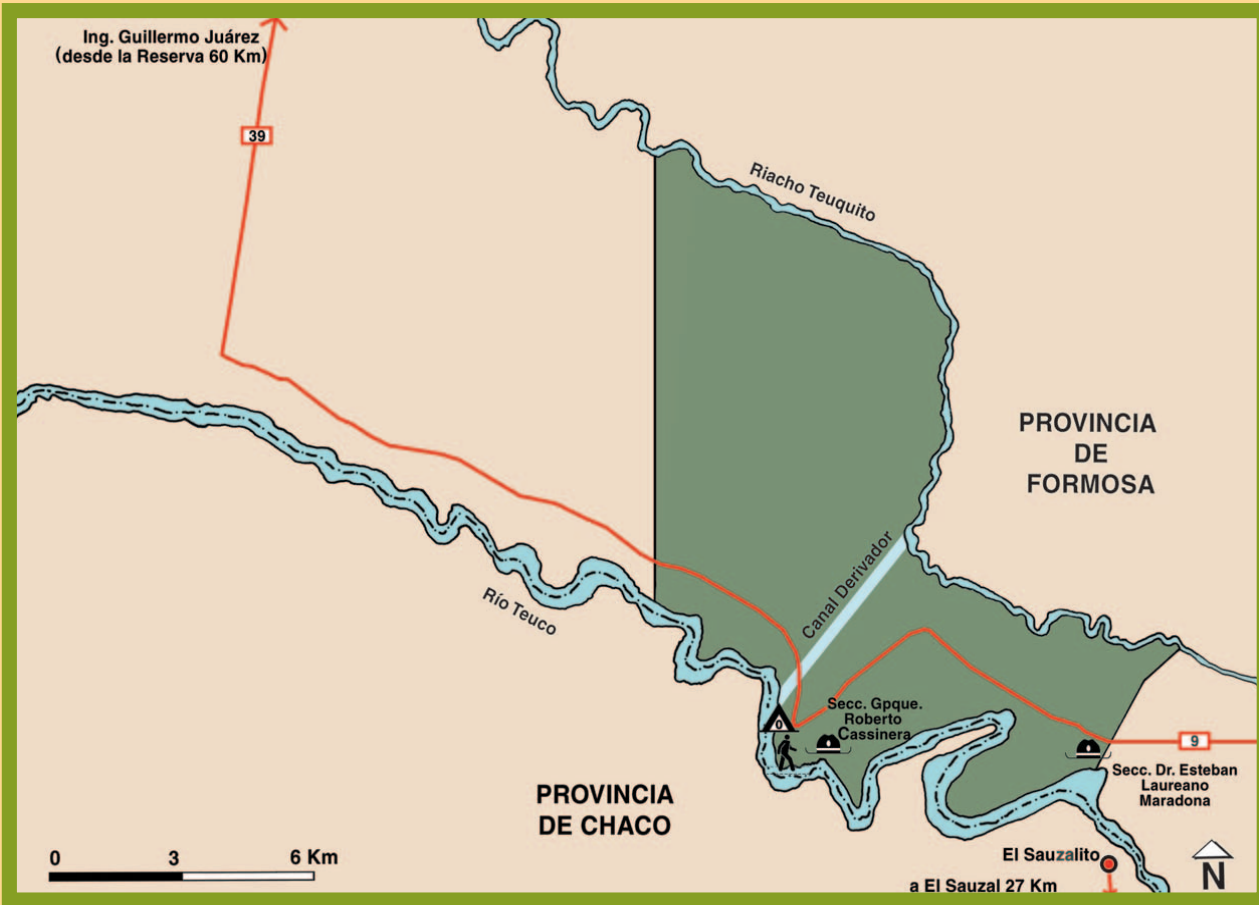 Ing. Guillermo Juárez
(desde la Reserva 60 Km)
39
Riacho Teuquito
PROVINCIA
DE
FORMOSA
Canal Derivador
Río Teuco
Secc. Gpque.
Roberto
Cassinera
9
Secc. Dr. Esteban
Laureano
Maradona
PROVINCIA
DE CHACO
0 3 6 Km
El Sauzalito
a El Sauzal 27 Km
N